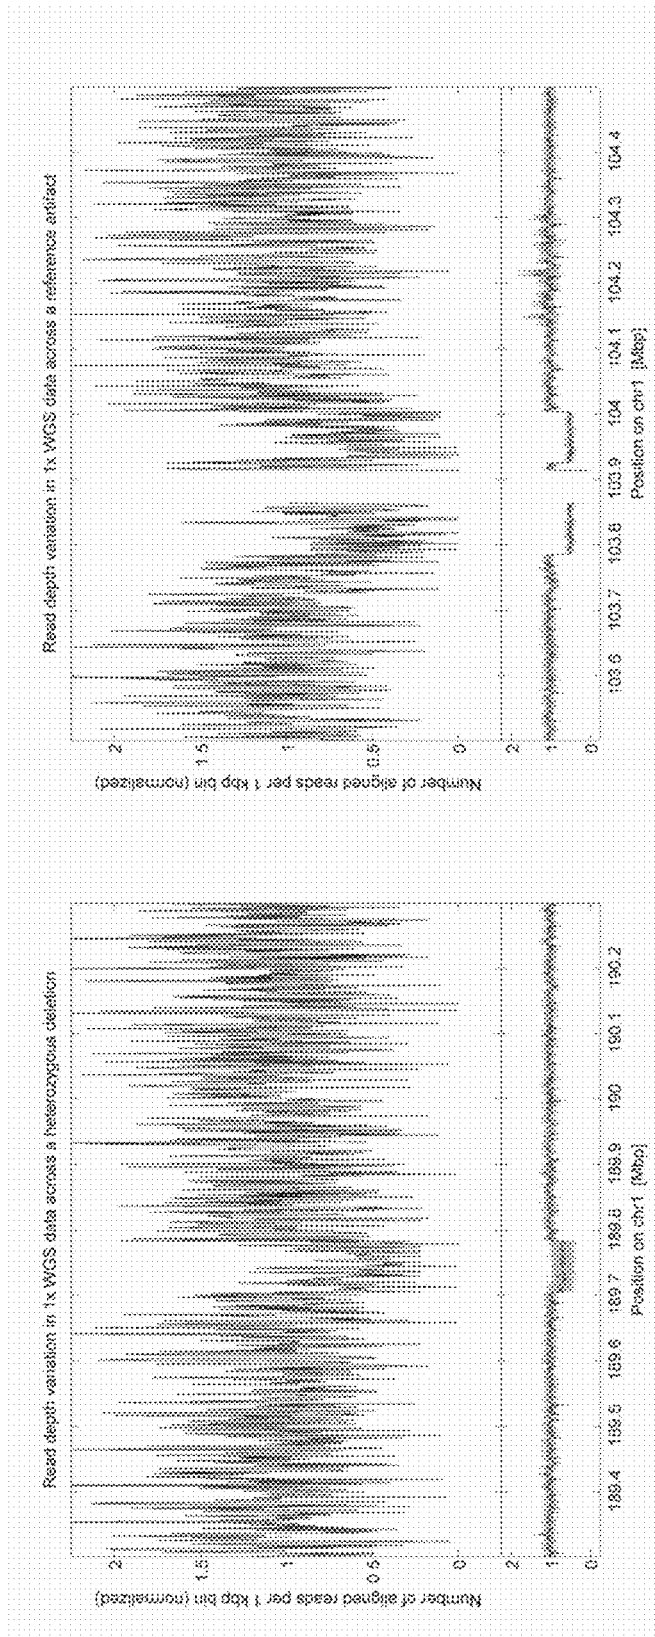 Read depth variation in 1x WGS data across a heterozygous deletion
Number of aligned reads per 1 kbp bin (normalized)
2
1.5
1
0.5
0
2
1
0
189.4 189.5 189.6 189.7 189.8 189.9 190 190.1 190.2
Position on chr1 [Mbp]
Read depth variation in 1x WGS data across a reference artifact
Number of aligned reads per 1 kbp bin (normalized)
2
1.5
1
0.5
0
2
1
0
103.6 103.7 103.8 103.9 104 104.1 104.2 104.3 104.4
Position on chr1 [Mbp]